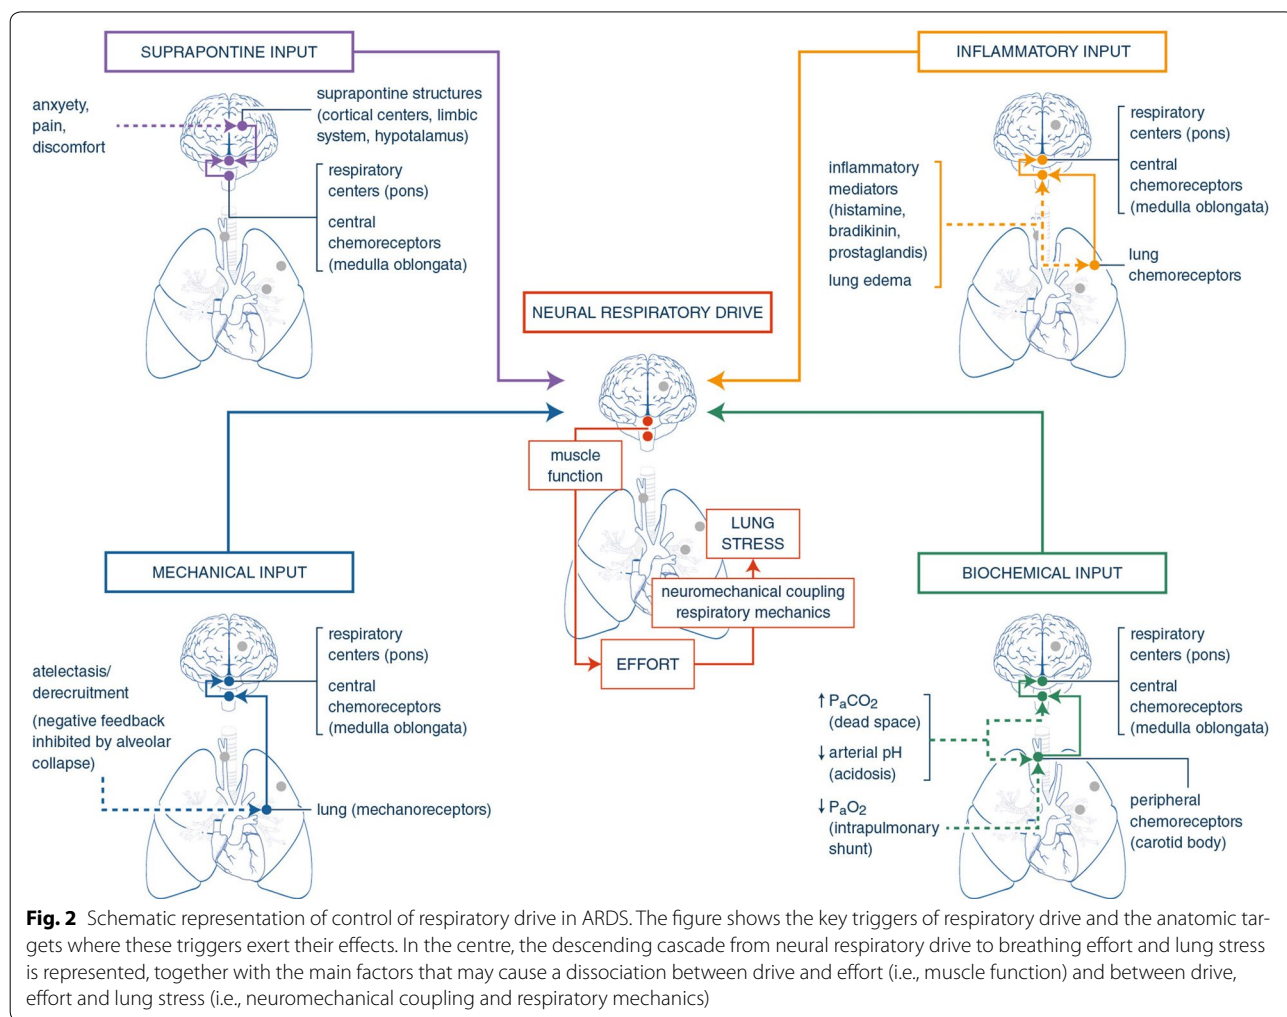 SUPRAPONTINE INPUT
anxyety,
pain,
discomfort
suprapontine structures
(cortical centers, limbic
system, hypotalamus)
respiratory
centers (pons)
central
chemoreceptors
(medulla oblongata)
INFLAMMATORY INPUT
inflammatory
mediators
(histamine,
bradikinin,
prostaglandis)
lung edema
respiratory
centers (pons)
central
chemoreceptors
(medulla oblongata)
lung
chemoreceptors
NEURAL RESPIRATORY DRIVE
muscle
function
LUNG
STRESS
neuromechanical coupling
respiratory mechanics
EFFORT
MECHANICAL INPUT
atelectasis/
derecruitment
(negative feedback
inhibited by alveolar
collapse)
respiratory
centers (pons)
central
chemoreceptors
(medulla oblongata)
lung (mechanoreceptors)
BIOCHEMICAL INPUT
↑ PaCO2
(dead space)
↓ arterial pH
(acidosis)
↓ PaO2
(intrapulmonary
shunt)
respiratory
centers (pons)
central
chemoreceptors
(medulla oblongata)
peripheral
chemoreceptors
(carotid body)
Fig. 2 Schematic representation of control of respiratory drive in ARDS. The figure shows the key triggers of respiratory drive and the anatomic tar-
gets where these triggers exert their effects. In the centre, the descending cascade from neural respiratory drive to breathing effort and lung stress
is represented, together with the main factors that may cause a dissociation between drive and effort (i.e., muscle function) and between drive,
effort and lung stress (i.e., neuromechanical coupling and respiratory mechanics)